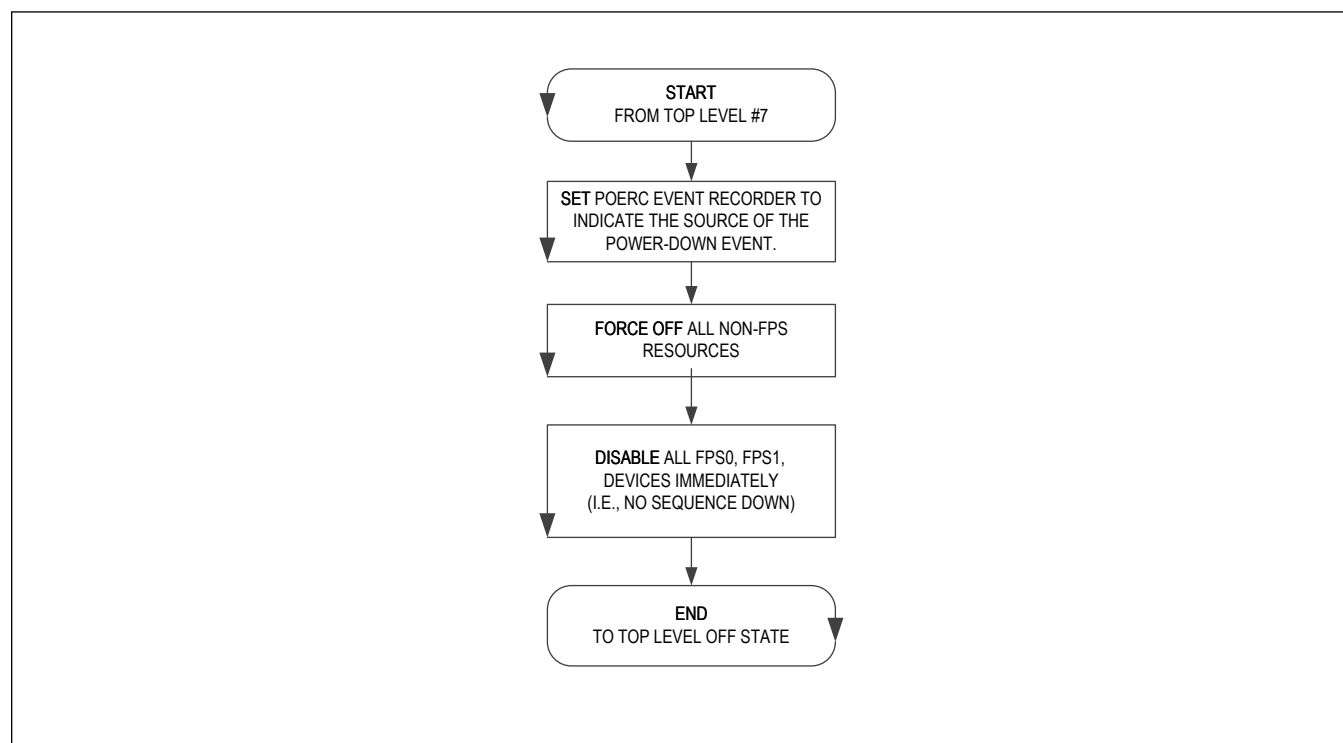 START
FROM TOP LEVEL #7
SET POERC EVENT RECORDER TO
INDICATE THE SOURCE OF THE
POWER-DOWN EVENT.
FORCE OFF ALL NON-FPS
RESOURCES
DISABLE ALL FPS0, FPS1,
DEVICES IMMEDIATELY
(I.E., NO SEQUENCE DOWN)
END
TO TOP LEVEL OFF STATE